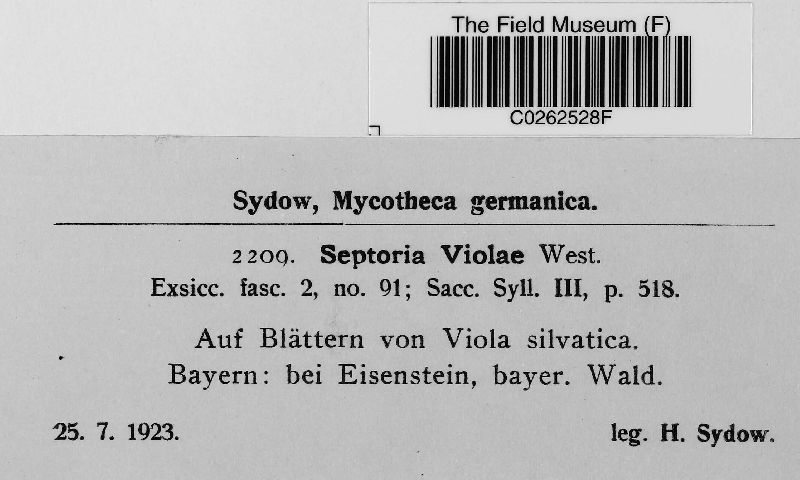 The Field Museum (F)
C0262528F
Sydow, Mycotheca germanica.
2209. Septoria Violae West.
Exsicc. fasc. 2, no. 91; Sacc. Syll. III, p. 518.
Auf Blättern von Viola silvatica.
Bayern: bei Eisenstein, bayer. Wald.
25. 7. 1923. leg. H. Sydow.